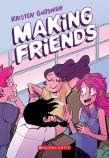 KRISTEN GUDSNUK
MAKING
FRIENDS
SCHOLASTIC